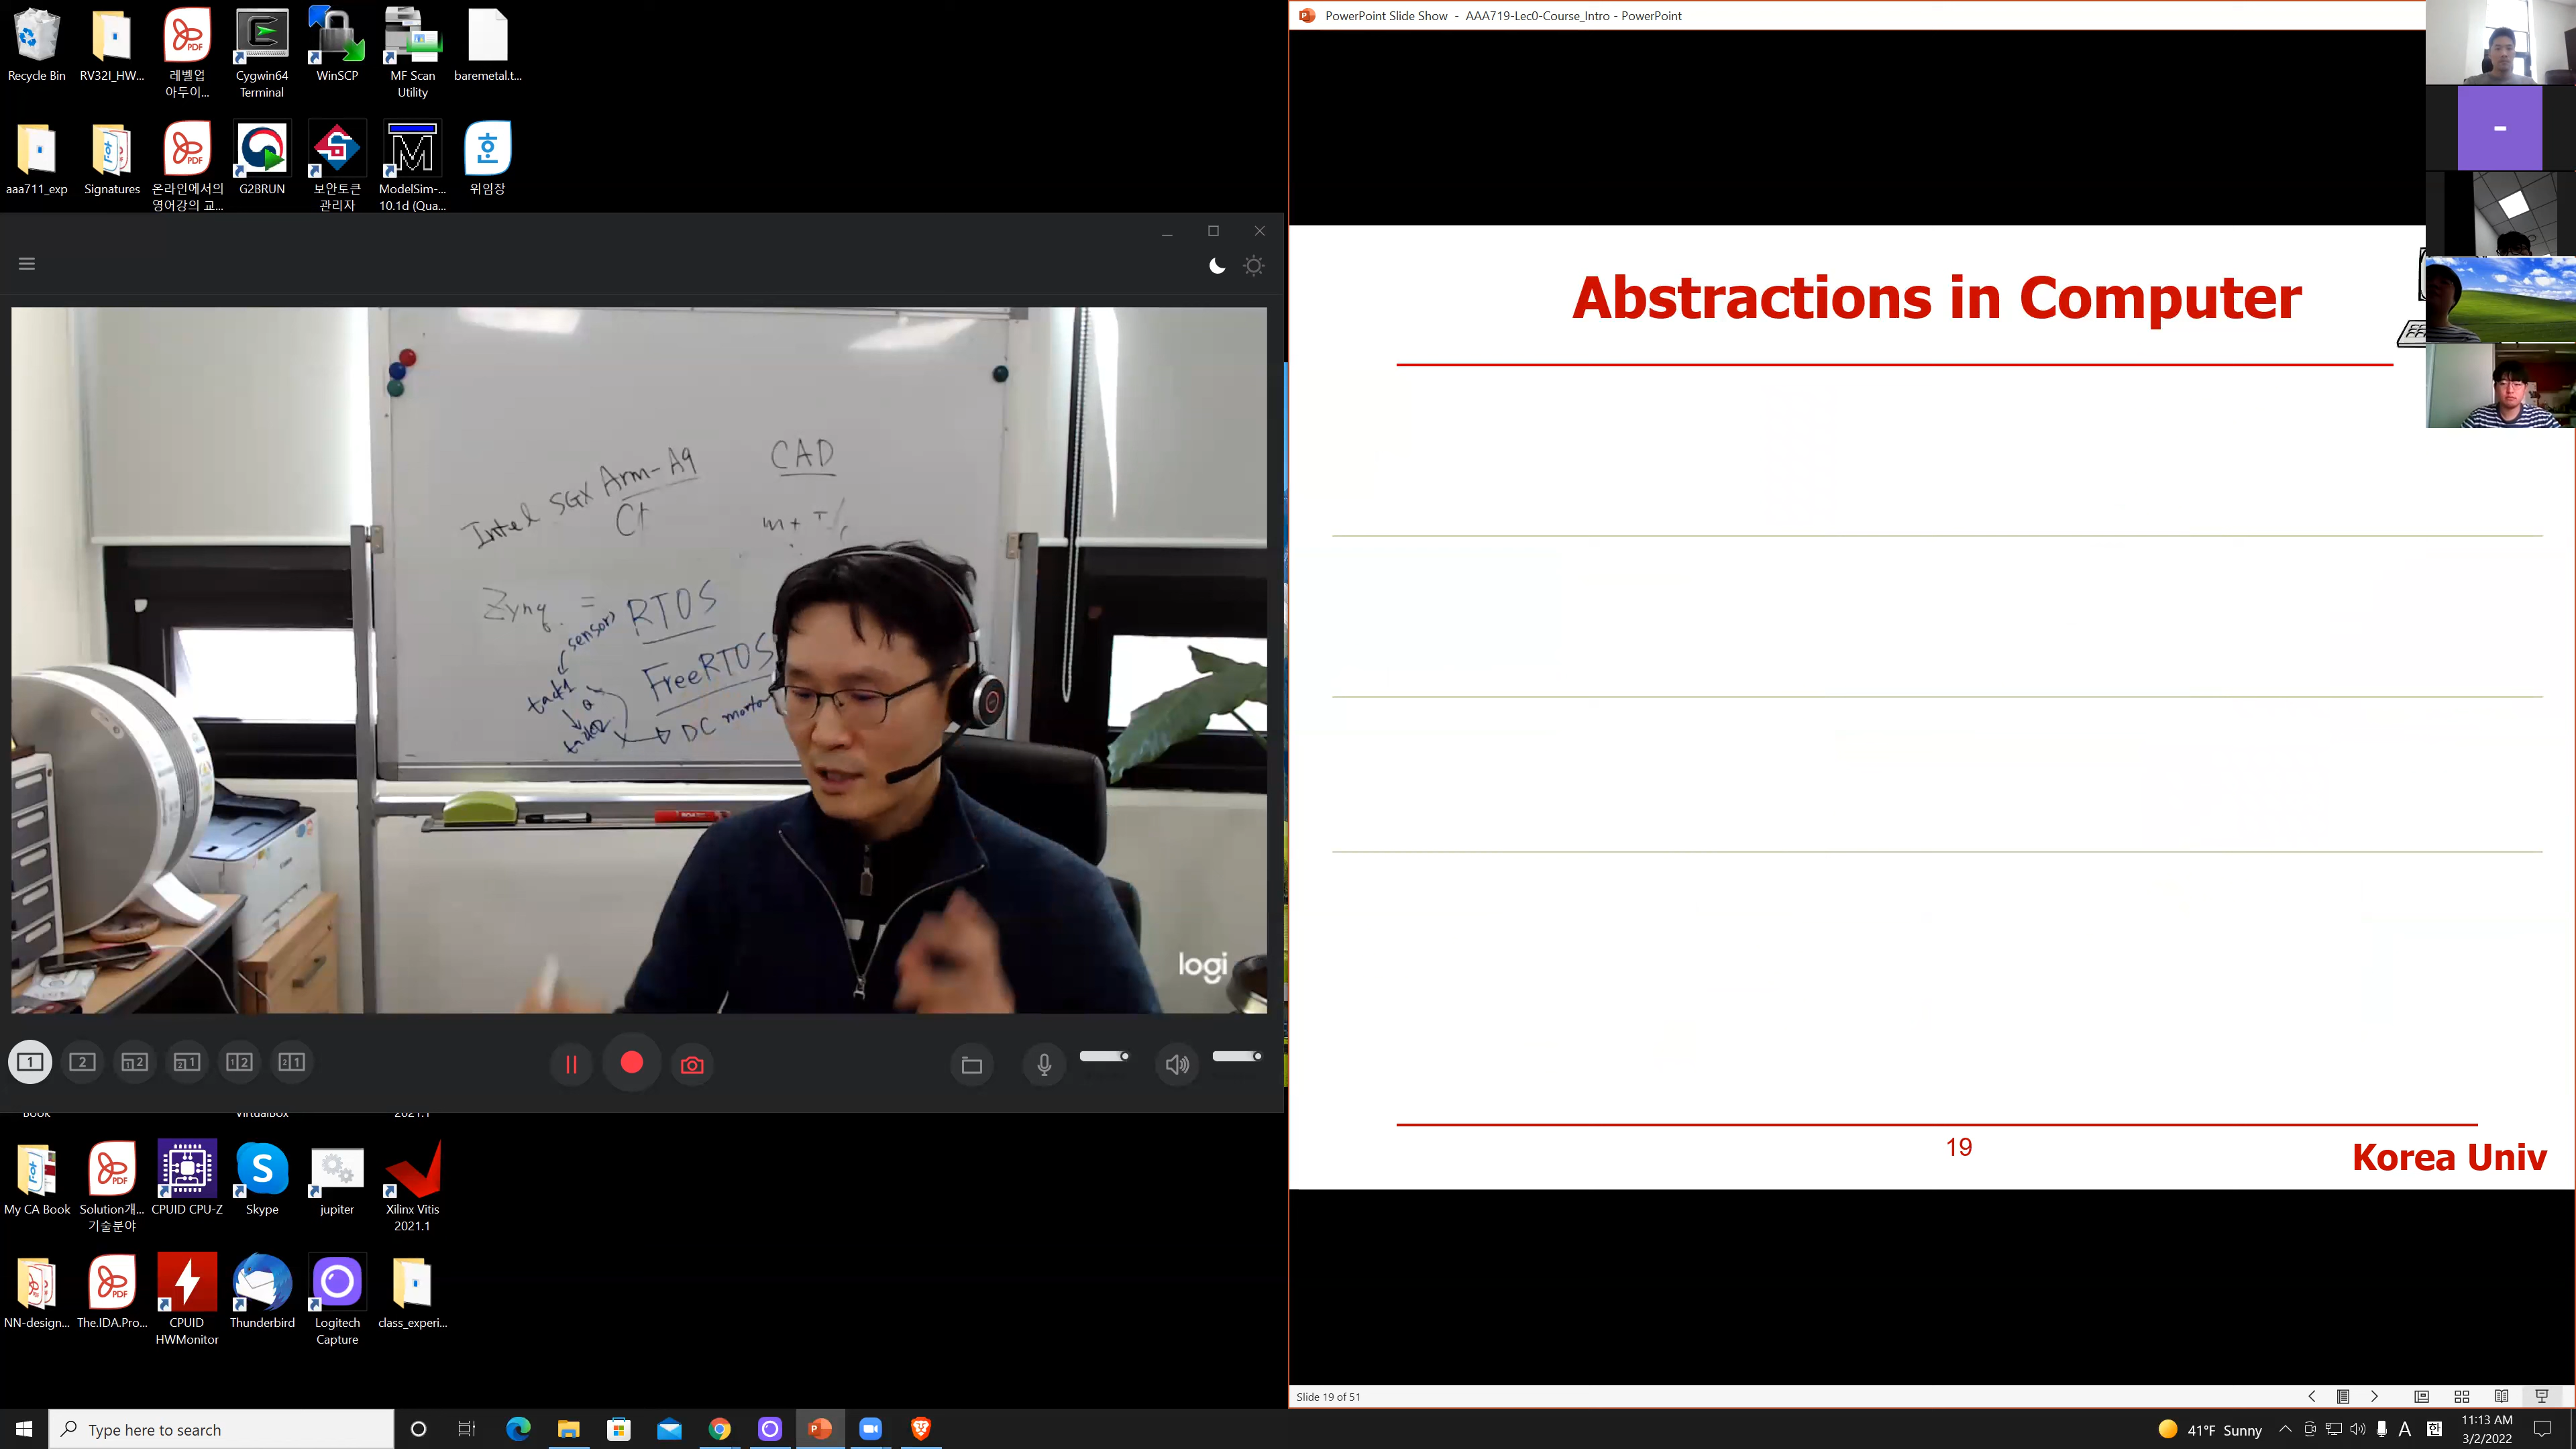 Recycle Bin
RV32I_HW...
레벨업
아두이...
Cygwin64
Terminal
WinSCP
MF Scan
Utility
baremetal.t...
aaa711_exp
Signatures
온라인에서의
영어강의 교...
G2BRUN
보안토큰
관리자
ModelSim-...
10.1d (Qua...
위임장
Intel SGX Arm-A9
CAD
Zynq =
sensor
RTOS
FreeRTOS
task1
DC
logi
Book
VirtualBox
2021.1
My CA Book
Solution개...
기술분야
CPUID CPU-Z
Skype
jupiter
Xilinx Vitis
2021.1
NN-design...
The.IDA.Pro...
CPUID
HWMonitor
Thunderbird
Logitech
Capture
class_experi...
PowerPoint Slide Show - AAA719-Lec0-Course_Intro - PowerPoint
Abstractions in Computer
19
Korea Univ
Slide 19 of 51
Type here to search
41°F Sunny
A
11:13 AM
3/2/2022